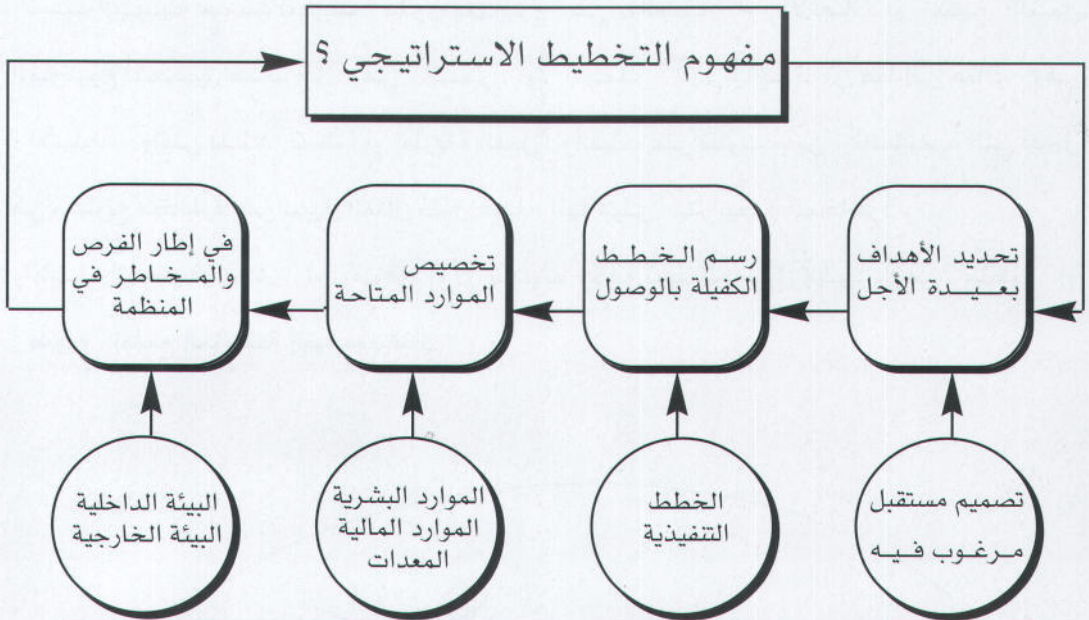 مفهوم التخطيط الاستراتيجي ؟
تحديد الأهداف
بعيدة الأجل
رسم الخطط
الكفيلة بالوصول
تخصيص
الموارد المتاحة
في إطار الفرص
والمخاطر في
المنظمة
تصميم مستقبل
مرغوب فيه
الخطط
التنفيذية
الموارد البشرية
الموارد المالية
المعدات
البيئة الداخلية
البيئة الخارجية